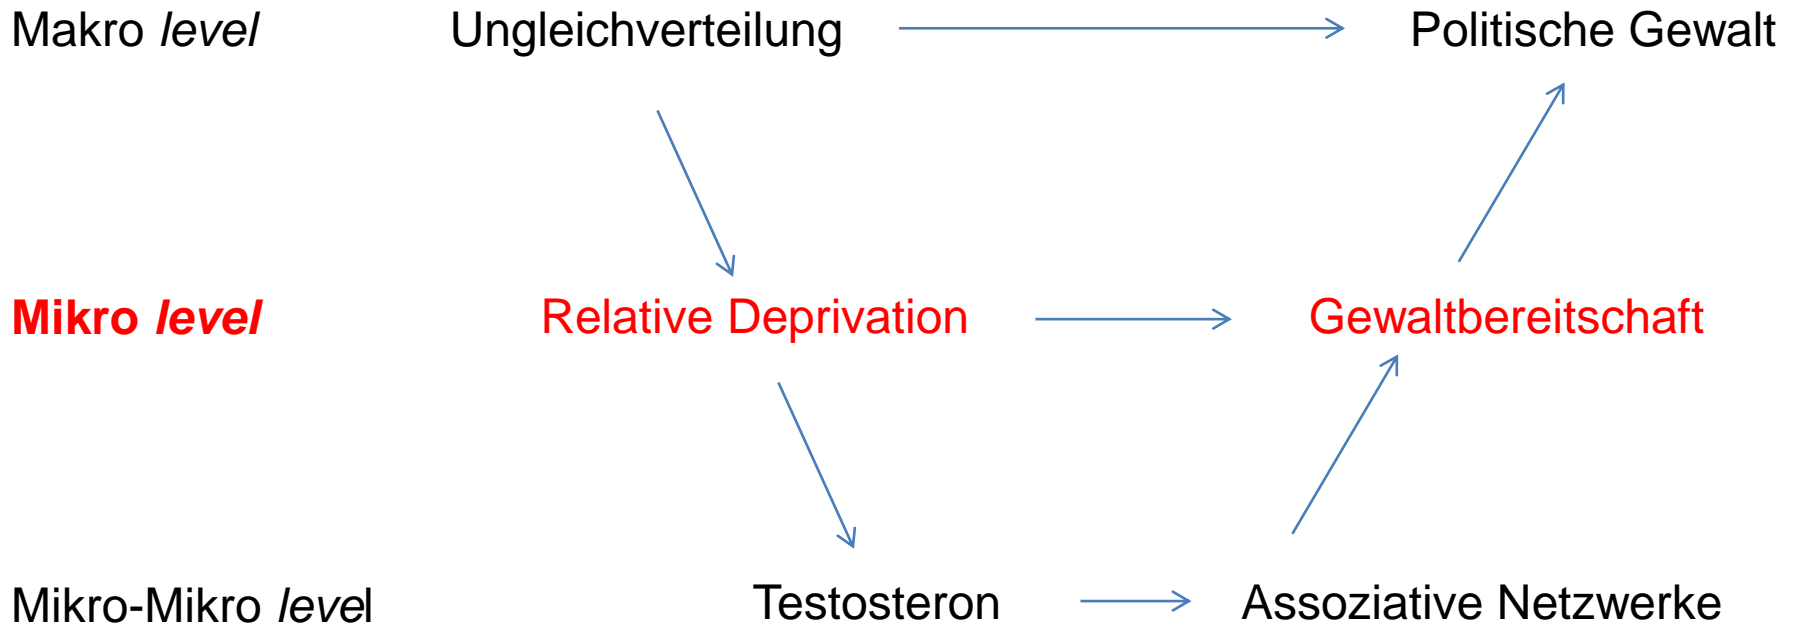 Makro level Ungleichverteilung Politische Gewalt
Mikro level Relative Deprivation Gewaltbereitschaft
Mikro-Mikro level Testosteron Assoziative Netzwerke